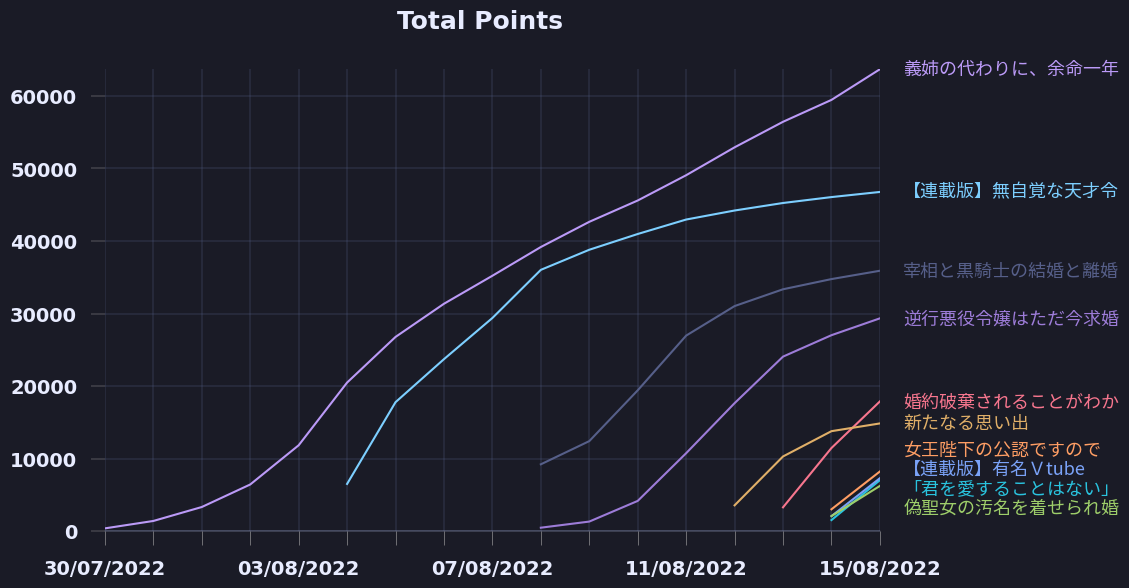 Total Points
60000
50000
40000
30000
20000
10000
0
30/07/2022
03/08/2022
07/08/2022
11/08/2022
15/08/2022
義姉の代わりに、余命一年
【連載版】無自覚な天才令
宰相と黒騎士の結婚と離婚
逆行悪役令嬢はただ今求婚
婚約破棄されることがわか
新たなる思い出
女王陛下の公認ですので
【連載版】有名Ｖtube
「君を愛することはない」
偽聖女の汚名を着せられ婚